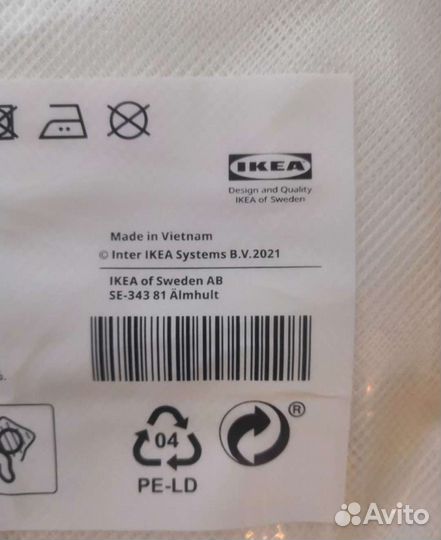 IKEA
Design and Quality
IKEA of Sweden
Made in Vietnam
© Inter IKEA Systems B.V.2021
IKEA of Sweden AB
SE-343 81 Älmhult
04
PE-LD
®
Avito